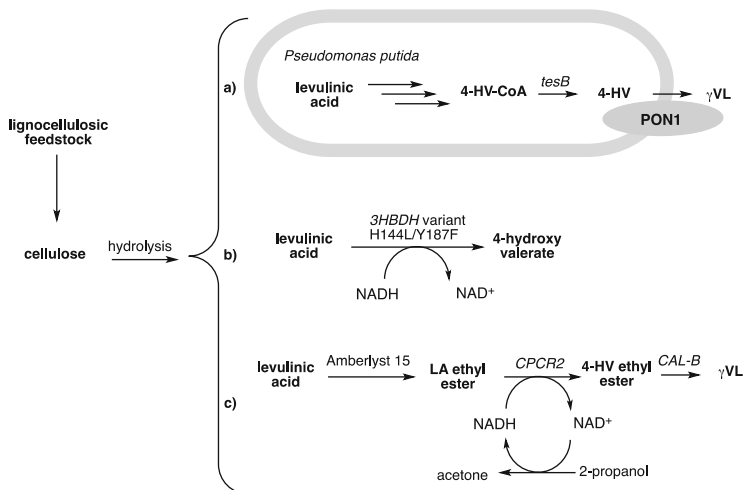 lignocellulosic
feedstock
cellulose
hydrolysis
a)
Pseudomonas putida
levulinic
acid
4-HV-CoA
tesB
4-HV
γVL
PON1
b)
levulinic
acid
3HBDH variant
H144L/Y187F
4-hydroxy
valerate
NADH
NAD⁺
c)
levulinic
acid
Amberlyst 15
LA ethyl
ester
CPCR2
4-HV ethyl
ester
CAL-B
γVL
NADH
NAD⁺
acetone
2-propanol